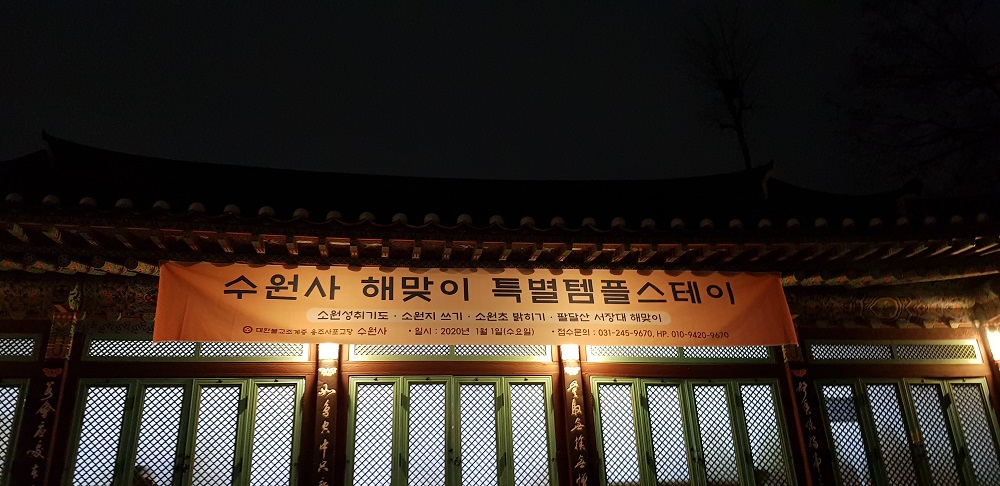 수원사 해맞이 특별템플스테이
소원성취기도 · 소원지 쓰기 · 소원초 밝히기 · 팔달산 서장대 해맞이
대한불교조계종 용주사포교당 수원사 • 일시 : 2020년 1월 1일(수요일) • 접수문의 : 031-245-9670, HP. 010-9420-9670